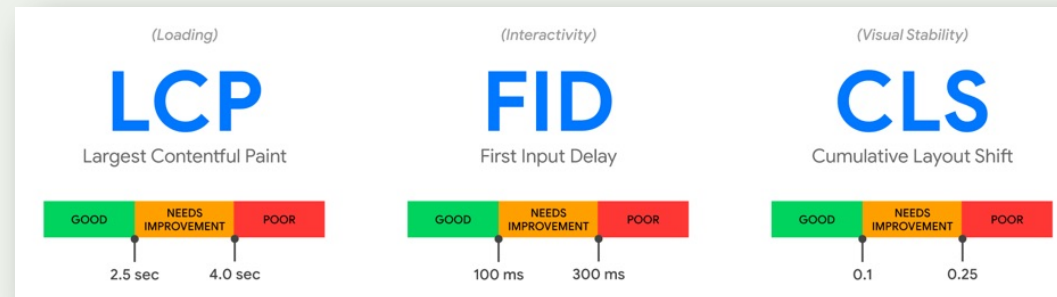 (Loading)
LCP
Largest Contentful Paint
GOOD
NEEDS
IMPROVEMENT
POOR
2.5 sec
4.0 sec
(Interactivity)
FID
First Input Delay
GOOD
NEEDS
IMPROVEMENT
POOR
100 ms
300 ms
(Visual Stability)
CLS
Cumulative Layout Shift
GOOD
NEEDS
IMPROVEMENT
POOR
0.1
0.25